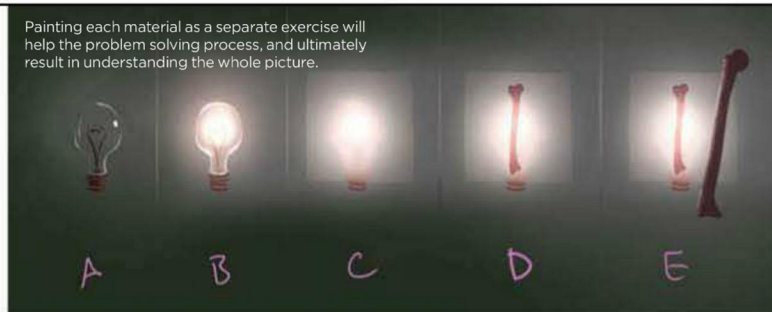 Painting each material as a separate exercise will
help the problem solving process, and ultimately
result in understanding the whole picture.
A B C D E